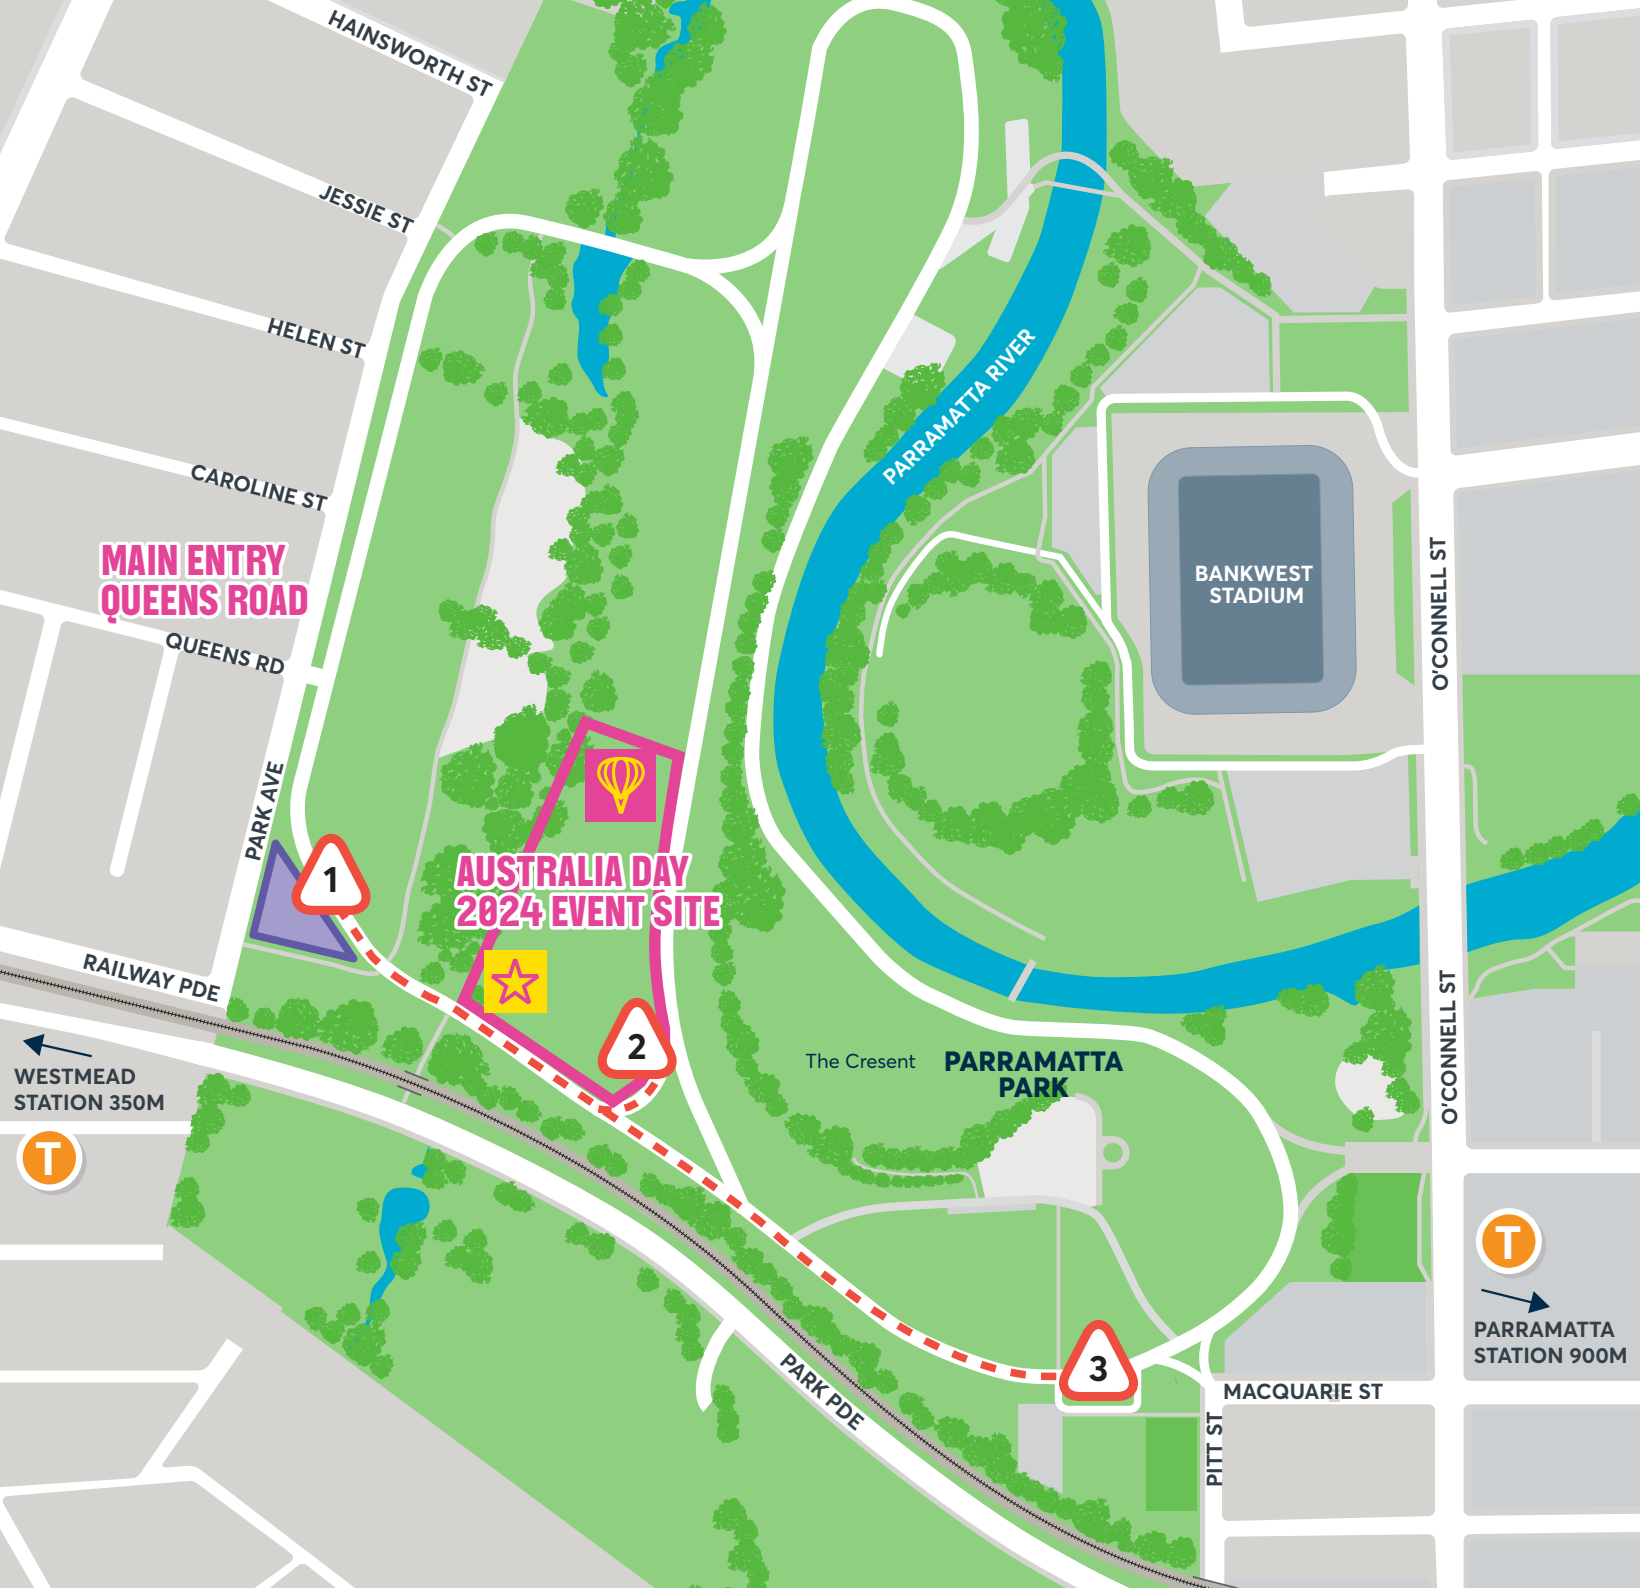 HAINSWORTH ST
JESSIE ST
HELEN ST
CAROLINE ST
MAIN ENTRY
QUEENS ROAD
QUEENS RD
PARK AVE
RAILWAY PDE
WESTMEAD
STATION 350M
T
AUSTRALIA DAY
2024 EVENT SITE
1
2
3
PARRAMATTA RIVER
BANKWEST
STADIUM
O'CONNELL ST
O'CONNELL ST
The Cresent
PARRAMATTA
PARK
T
PARRAMATTA
STATION 900M
MACQUARIE ST
PITT ST
PARK PDE